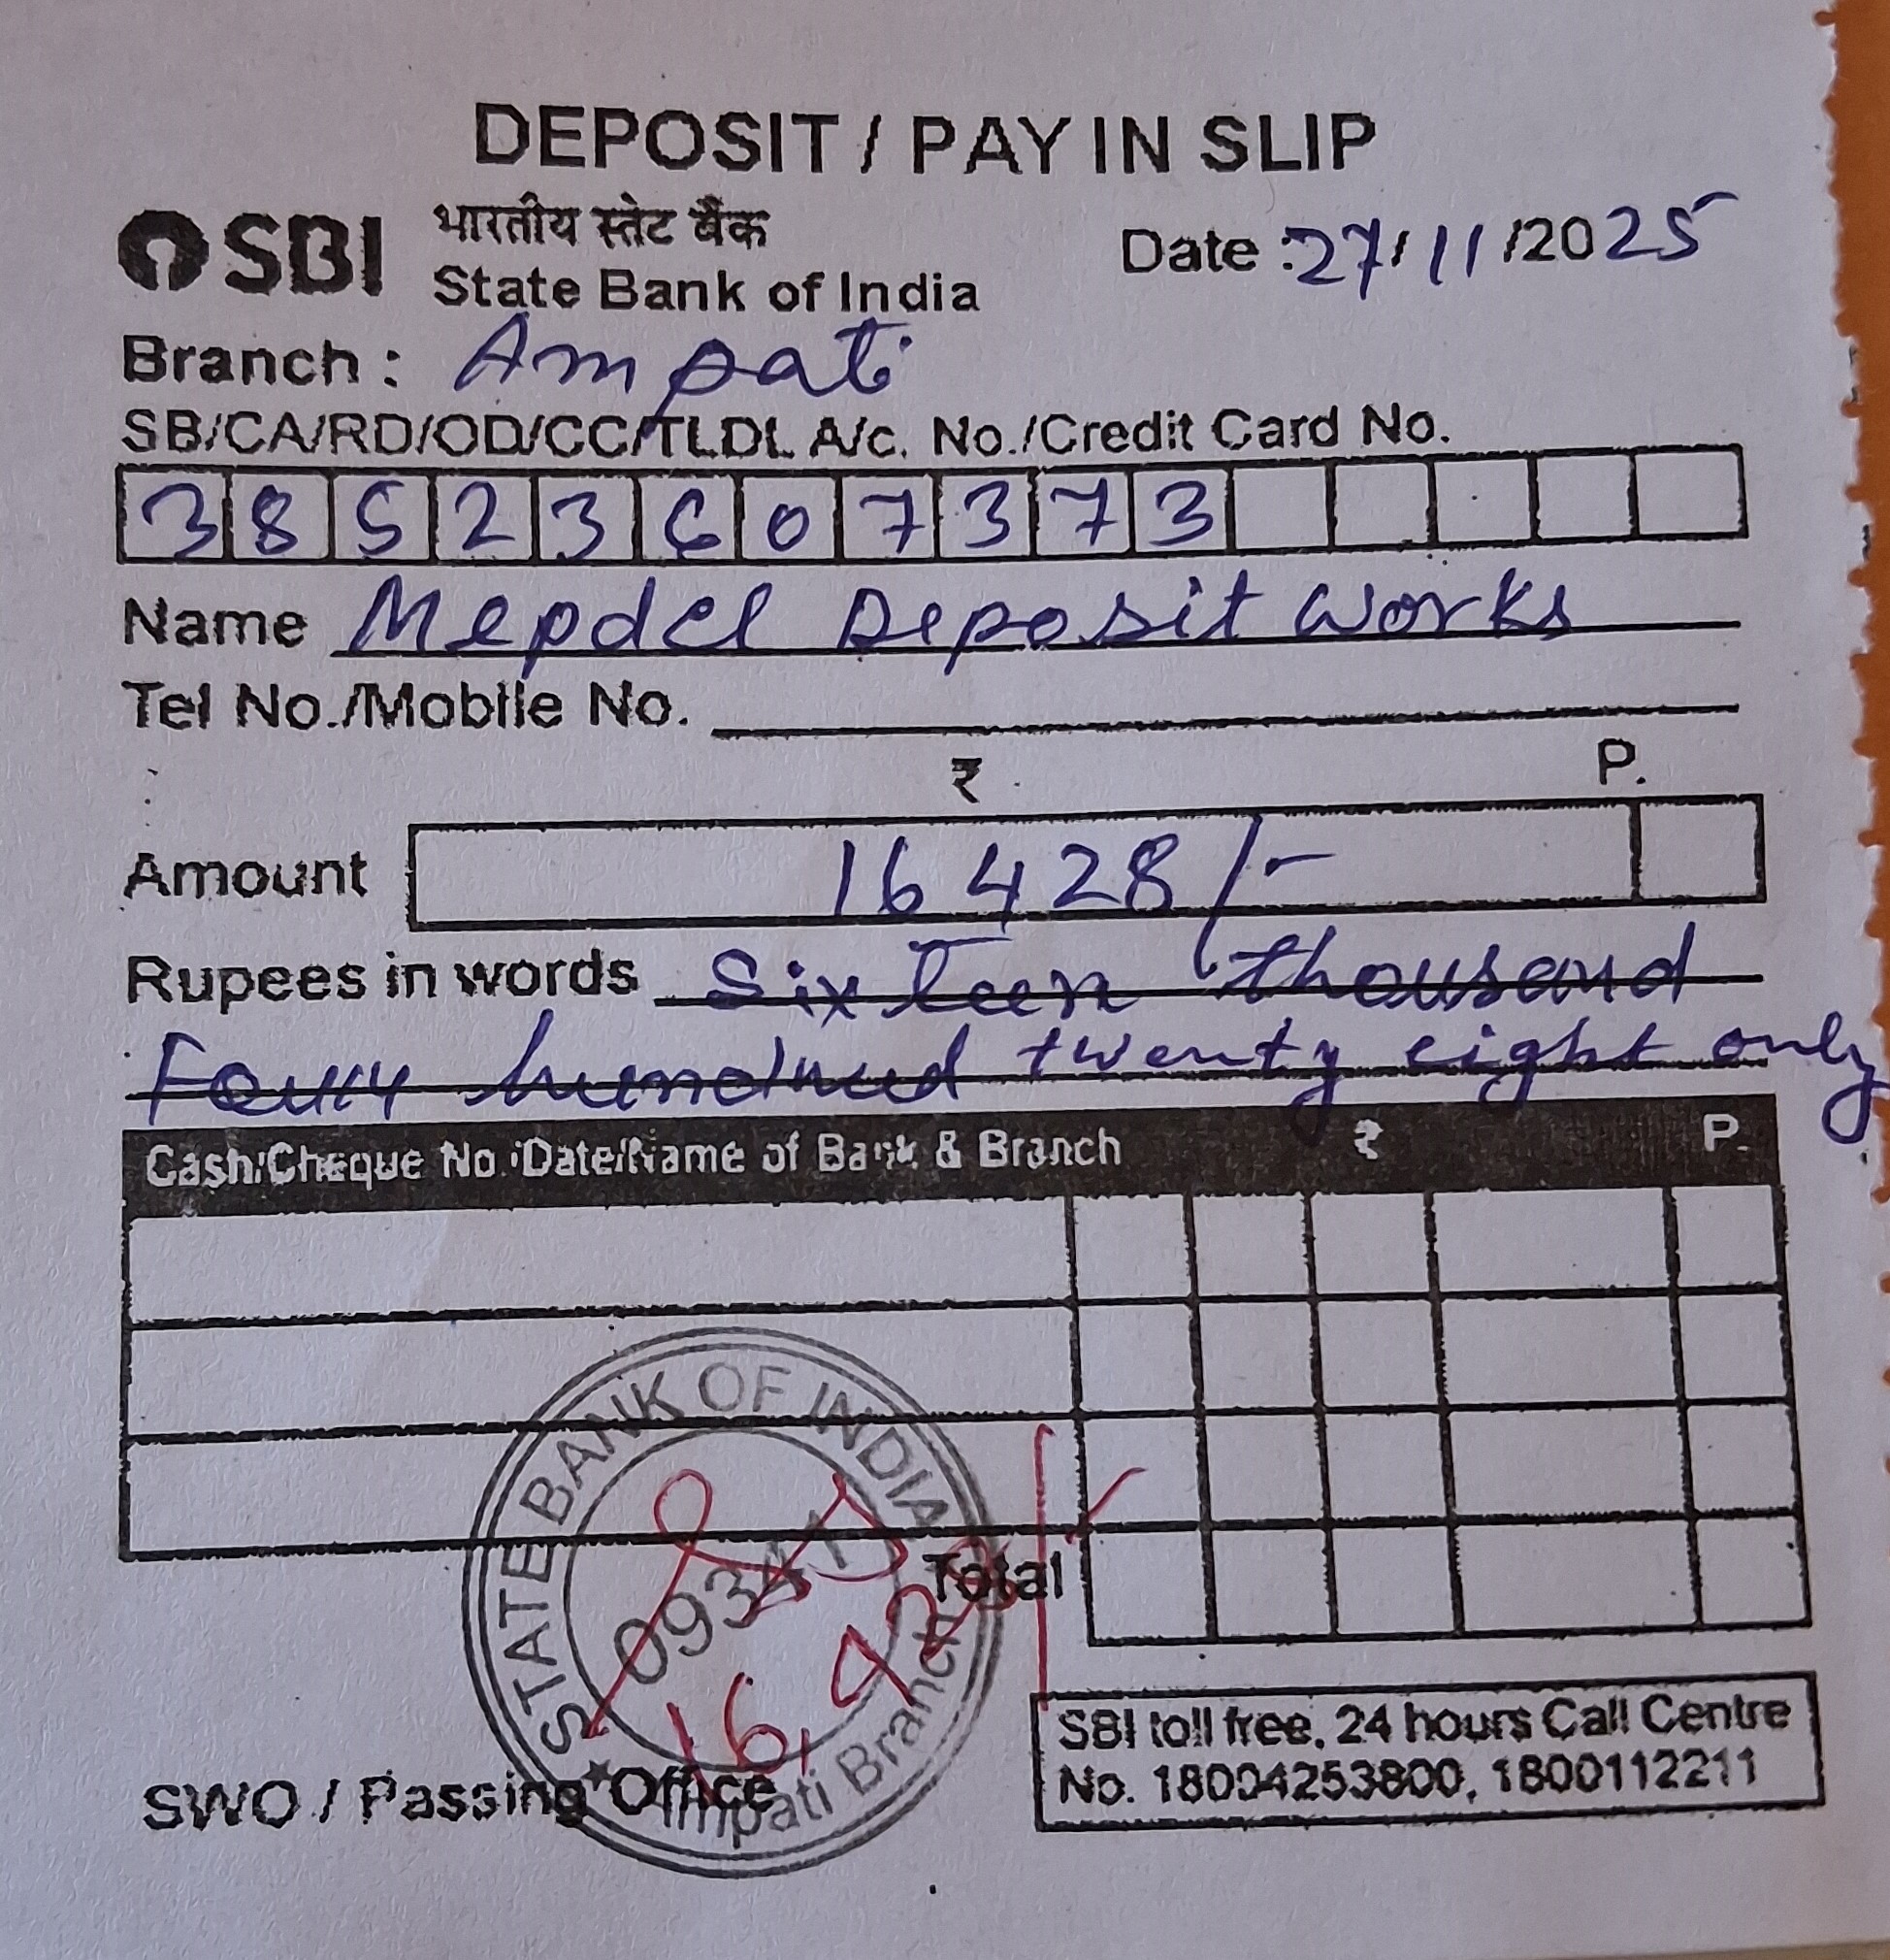 DEPOSIT / PAY IN SLIP
SBI
भारतीय स्टेट बैंक
State Bank of India
Date : 27/11/2025
Branch : Ampati
SB/CA/RD/OD/CC/TLDL A/c. No./Credit Card No.
38523607373
Name Mepdcl Deposit Works
Tel No./Mobile No.
₹ P.
Amount 16428/-
Rupees in words Sixteen thousand
Four hundred twenty eight only
Cash/Cheque No./Date/Name of Bank & Branch ₹ P.
STATE BANK OF INDIA
Total
16,428
Ampati Branch
SWO / Passing Office
SBI toll free, 24 hours Call Centre
No. 18004253800, 1800112211